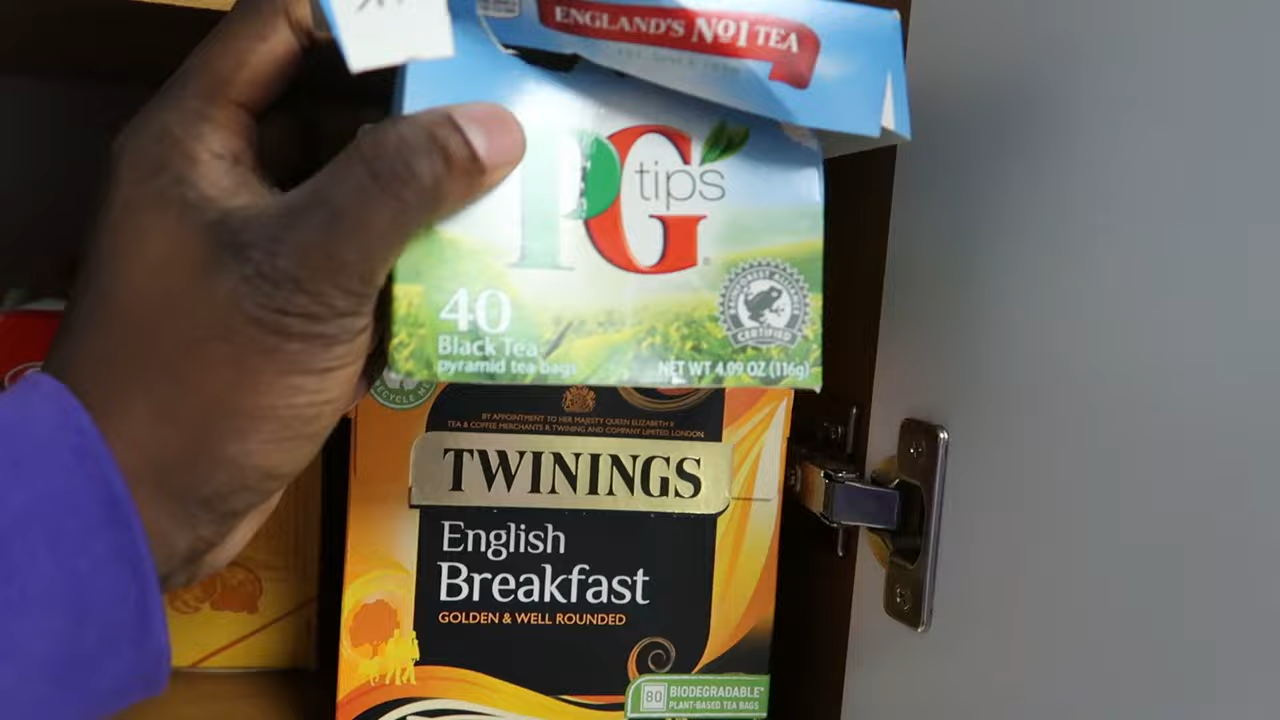 ENGLAND'S No1 TEA
PG tips
40
Black Tea
pyramid tea bags
RAINFOREST ALLIANCE
CERTIFIED
NET WT 4.09 OZ (116g)
BY APPOINTMENT TO HER MAJESTY QUEEN ELIZABETH II
TEA & COFFEE MERCHANTS R. TWINING AND COMPANY LIMITED LONDON
TWININGS
English
Breakfast
GOLDEN & WELL ROUNDED
80
BIODEGRADABLE*
PLANT-BASED TEA BAGS